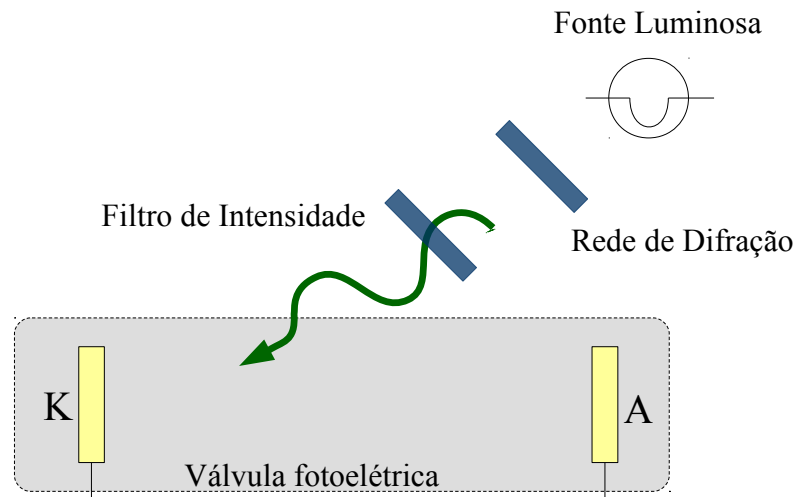 Fonte Luminosa
Filtro de Intensidade
Rede de Difração
K
A
Válvula fotoelétrica